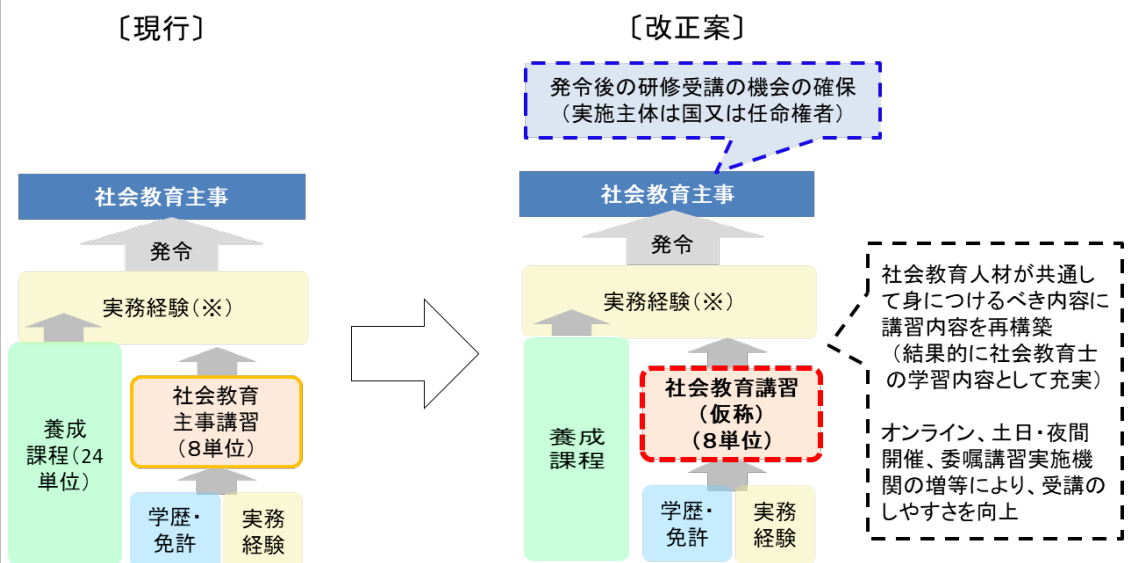 〔現行〕
社会教育主事
発令
実務経験(※)
養成
課程(24
単位)
社会教育
主事講習
(8単位)
学歴・
免許
実務
経験
〔改正案〕
発令後の研修受講の機会の確保
(実施主体は国又は任命権者)
社会教育主事
発令
実務経験(※)
養成
課程
社会教育講習
(仮称)
(8単位)
学歴・
免許
実務
経験
社会教育人材が共通し
て身につけるべき内容に
講習内容を再構築
(結果的に社会教育士
の学習内容として充実)
オンライン、土日・夜間
開催、委嘱講習実施機
関の増等により、受講の
しやすさを向上